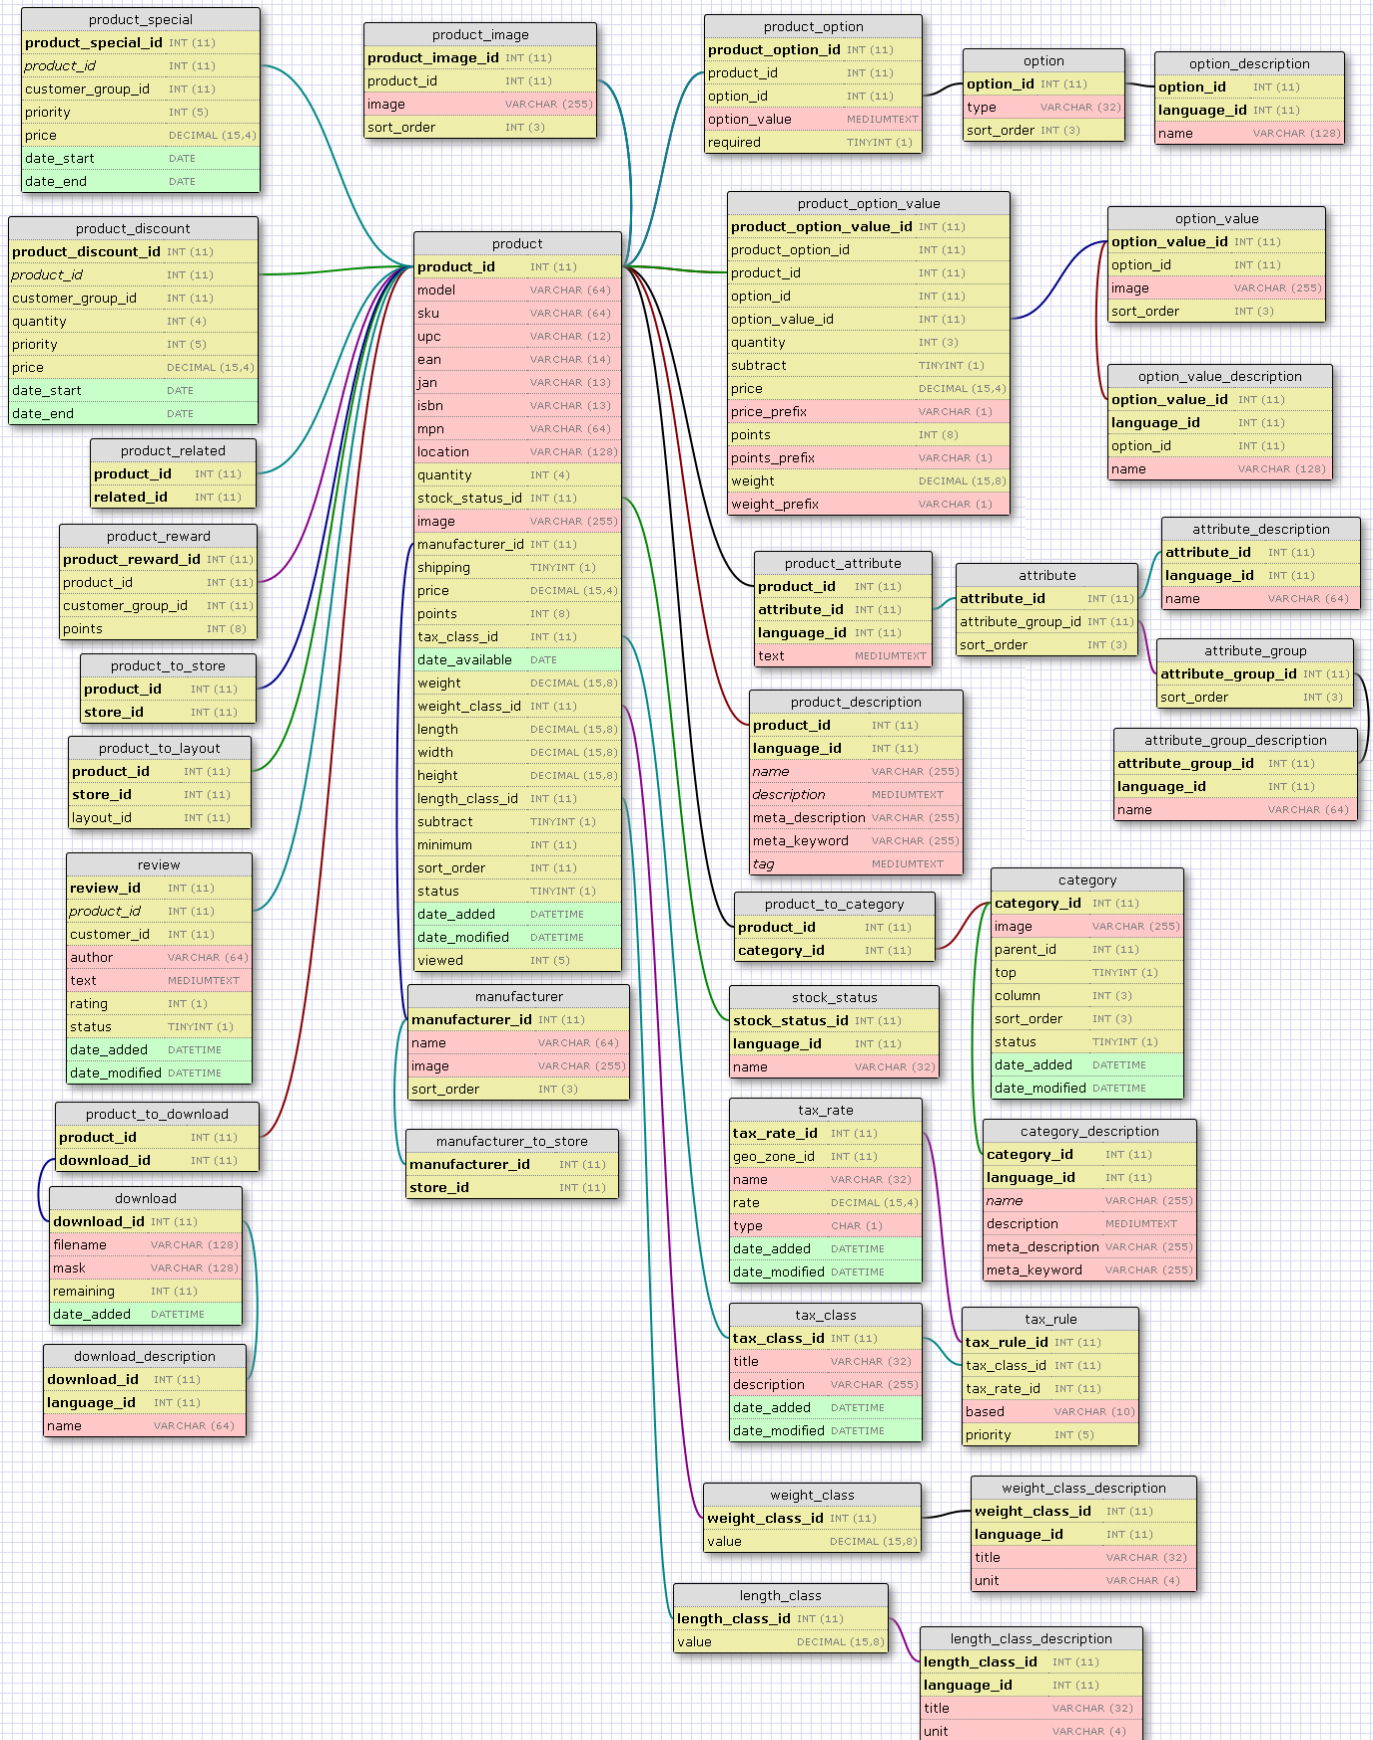 product_special
product_special_id INT (11)
product_id INT (11)
customer_group_id INT (11)
priority INT (5)
price DECIMAL (15,4)
date_start DATE
date_end DATE
product_discount
product_discount_id INT (11)
product_id INT (11)
customer_group_id INT (11)
quantity INT (4)
priority INT (5)
price DECIMAL (15,4)
date_start DATE
date_end DATE
product_related
product_id INT (11)
related_id INT (11)
product_reward
product_reward_id INT (11)
product_id INT (11)
customer_group_id INT (11)
points INT (8)
product_to_store
product_id INT (11)
store_id INT (11)
product_to_layout
product_id INT (11)
store_id INT (11)
layout_id INT (11)
review
review_id INT (11)
product_id INT (11)
customer_id INT (11)
author VARCHAR (64)
text MEDIUMTEXT
rating INT (1)
status TINYINT (1)
date_added DATETIME
date_modified DATETIME
product_to_download
product_id INT (11)
download_id INT (11)
download
download_id INT (11)
filename VARCHAR (128)
mask VARCHAR (128)
remaining INT (11)
date_added DATETIME
download_description
download_id INT (11)
language_id INT (11)
name VARCHAR (64)
product_image
product_image_id INT (11)
product_id INT (11)
image VARCHAR (255)
sort_order INT (3)
product
product_id INT (11)
model VARCHAR (64)
sku VARCHAR (64)
upc VARCHAR (12)
ean VARCHAR (14)
jan VARCHAR (13)
isbn VARCHAR (13)
mpn VARCHAR (64)
location VARCHAR (128)
quantity INT (4)
stock_status_id INT (11)
image VARCHAR (255)
manufacturer_id INT (11)
shipping TINYINT (1)
price DECIMAL (15,4)
points INT (8)
tax_class_id INT (11)
date_available DATE
weight DECIMAL (15,8)
weight_class_id INT (11)
length DECIMAL (15,8)
width DECIMAL (15,8)
height DECIMAL (15,8)
length_class_id INT (11)
subtract TINYINT (1)
minimum INT (11)
sort_order INT (11)
status TINYINT (1)
date_added DATETIME
date_modified DATETIME
viewed INT (5)
manufacturer
manufacturer_id INT (11)
name VARCHAR (64)
image VARCHAR (255)
sort_order INT (3)
manufacturer_to_store
manufacturer_id INT (11)
store_id INT (11)
product_option
product_option_id INT (11)
product_id INT (11)
option_id INT (11)
option_value MEDIUMTEXT
required TINYINT (1)
option
option_id INT (11)
type VARCHAR (32)
sort_order INT (3)
option_description
option_id INT (11)
language_id INT (11)
name VARCHAR (128)
product_option_value
product_option_value_id INT (11)
product_option_id INT (11)
product_id INT (11)
option_id INT (11)
option_value_id INT (11)
quantity INT (3)
subtract TINYINT (1)
price DECIMAL (15,4)
price_prefix VARCHAR (1)
points INT (8)
points_prefix VARCHAR (1)
weight DECIMAL (15,8)
weight_prefix VARCHAR (1)
option_value
option_value_id INT (11)
option_id INT (11)
image VARCHAR (255)
sort_order INT (3)
option_value_description
option_value_id INT (11)
language_id INT (11)
option_id INT (11)
name VARCHAR (128)
product_attribute
product_id INT (11)
attribute_id INT (11)
language_id INT (11)
text MEDIUMTEXT
attribute
attribute_id INT (11)
attribute_group_id INT (11)
sort_order INT (3)
attribute_description
attribute_id INT (11)
language_id INT (11)
name VARCHAR (64)
attribute_group
attribute_group_id INT (11)
sort_order INT (3)
attribute_group_description
attribute_group_id INT (11)
language_id INT (11)
name VARCHAR (64)
product_description
product_id INT (11)
language_id INT (11)
name VARCHAR (255)
description MEDIUMTEXT
meta_description VARCHAR (255)
meta_keyword VARCHAR (255)
tag MEDIUMTEXT
product_to_category
product_id INT (11)
category_id INT (11)
category
category_id INT (11)
image VARCHAR (255)
parent_id INT (11)
top TINYINT (1)
column INT (3)
sort_order INT (3)
status TINYINT (1)
date_added DATETIME
date_modified DATETIME
stock_status
stock_status_id INT (11)
language_id INT (11)
name VARCHAR (32)
category_description
category_id INT (11)
language_id INT (11)
name VARCHAR (255)
description MEDIUMTEXT
meta_description VARCHAR (255)
meta_keyword VARCHAR (255)
tax_rate
tax_rate_id INT (11)
geo_zone_id INT (11)
name VARCHAR (32)
rate DECIMAL (15,4)
type CHAR (1)
date_added DATETIME
date_modified DATETIME
tax_class
tax_class_id INT (11)
title VARCHAR (32)
description VARCHAR (255)
date_added DATETIME
date_modified DATETIME
tax_rule
tax_rule_id INT (11)
tax_class_id INT (11)
tax_rate_id INT (11)
based VARCHAR (10)
priority INT (5)
weight_class
weight_class_id INT (11)
value DECIMAL (15,8)
weight_class_description
weight_class_id INT (11)
language_id INT (11)
title VARCHAR (32)
unit VARCHAR (4)
length_class
length_class_id INT (11)
value DECIMAL (15,8)
length_class_description
length_class_id INT (11)
language_id INT (11)
title VARCHAR (32)
unit VARCHAR (4)